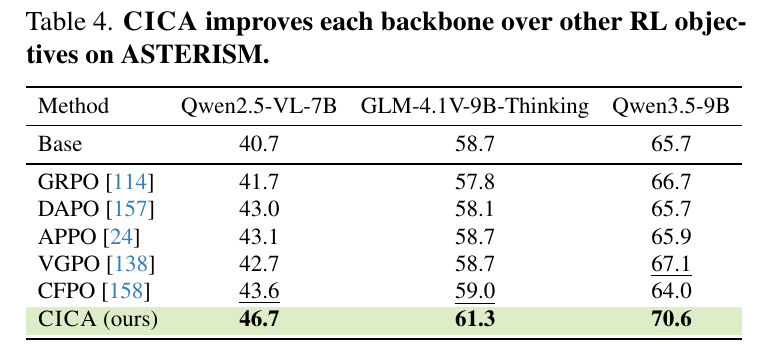 Table 4. CICA improves each backbone over other RL objec-
tives on ASTERISM.
Method Qwen2.5-VL-7B GLM-4.1V-9B-Thinking Qwen3.5-9B
Base 40.7 58.7 65.7
GRPO [114] 41.7 57.8 66.7
DAPO [157] 43.0 58.1 65.7
APPO [24] 43.1 58.7 65.9
VGPO [138] 42.7 58.7 67.1
CFPO [158] 43.6 59.0 64.0
CICA (ours) 46.7 61.3 70.6